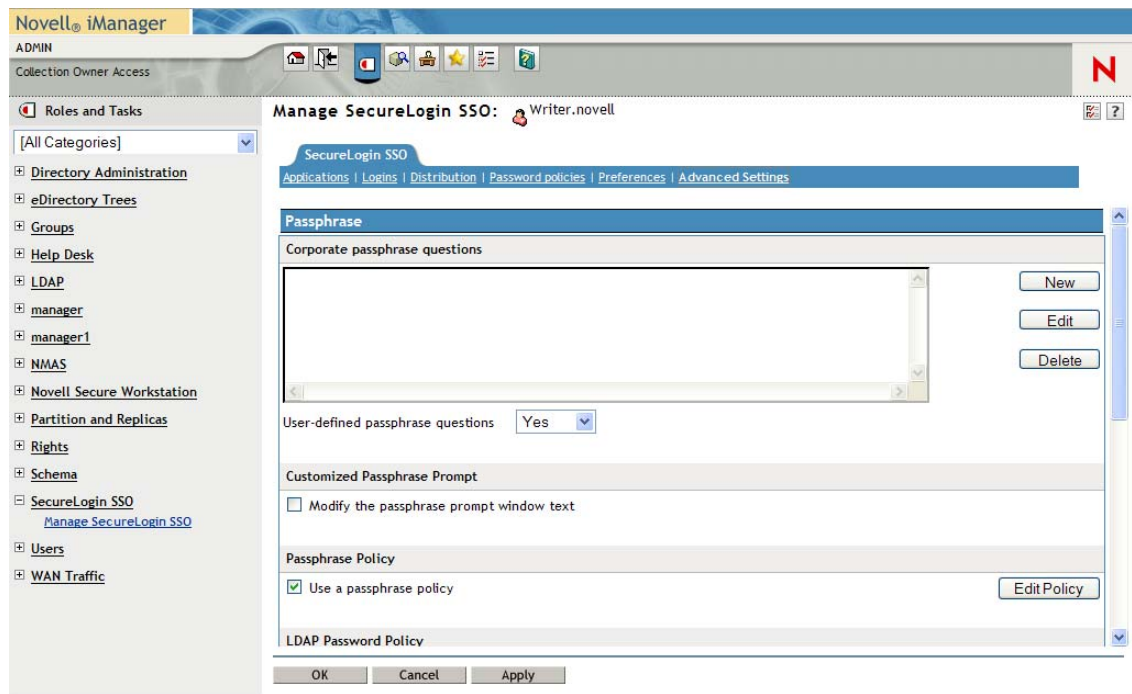 Novell® iManager
ADMIN
Collection Owner Access
N
Roles and Tasks
[All Categories]
Directory Administration
eDirectory Trees
Groups
Help Desk
LDAP
manager
manager1
NMAS
Novell Secure Workstation
Partition and Replicas
Rights
Schema
SecureLogin SSO
Manage SecureLogin SSO
Users
WAN Traffic
Manage SecureLogin SSO: Writer.novell
?
SecureLogin SSO
Applications | Logins | Distribution | Password policies | Preferences | Advanced Settings
Passphrase
Corporate passphrase questions
New
Edit
Delete
User-defined passphrase questions Yes
Customized Passphrase Prompt
Modify the passphrase prompt window text
Passphrase Policy
Use a passphrase policy Edit Policy
LDAP Password Policy
OK Cancel Apply